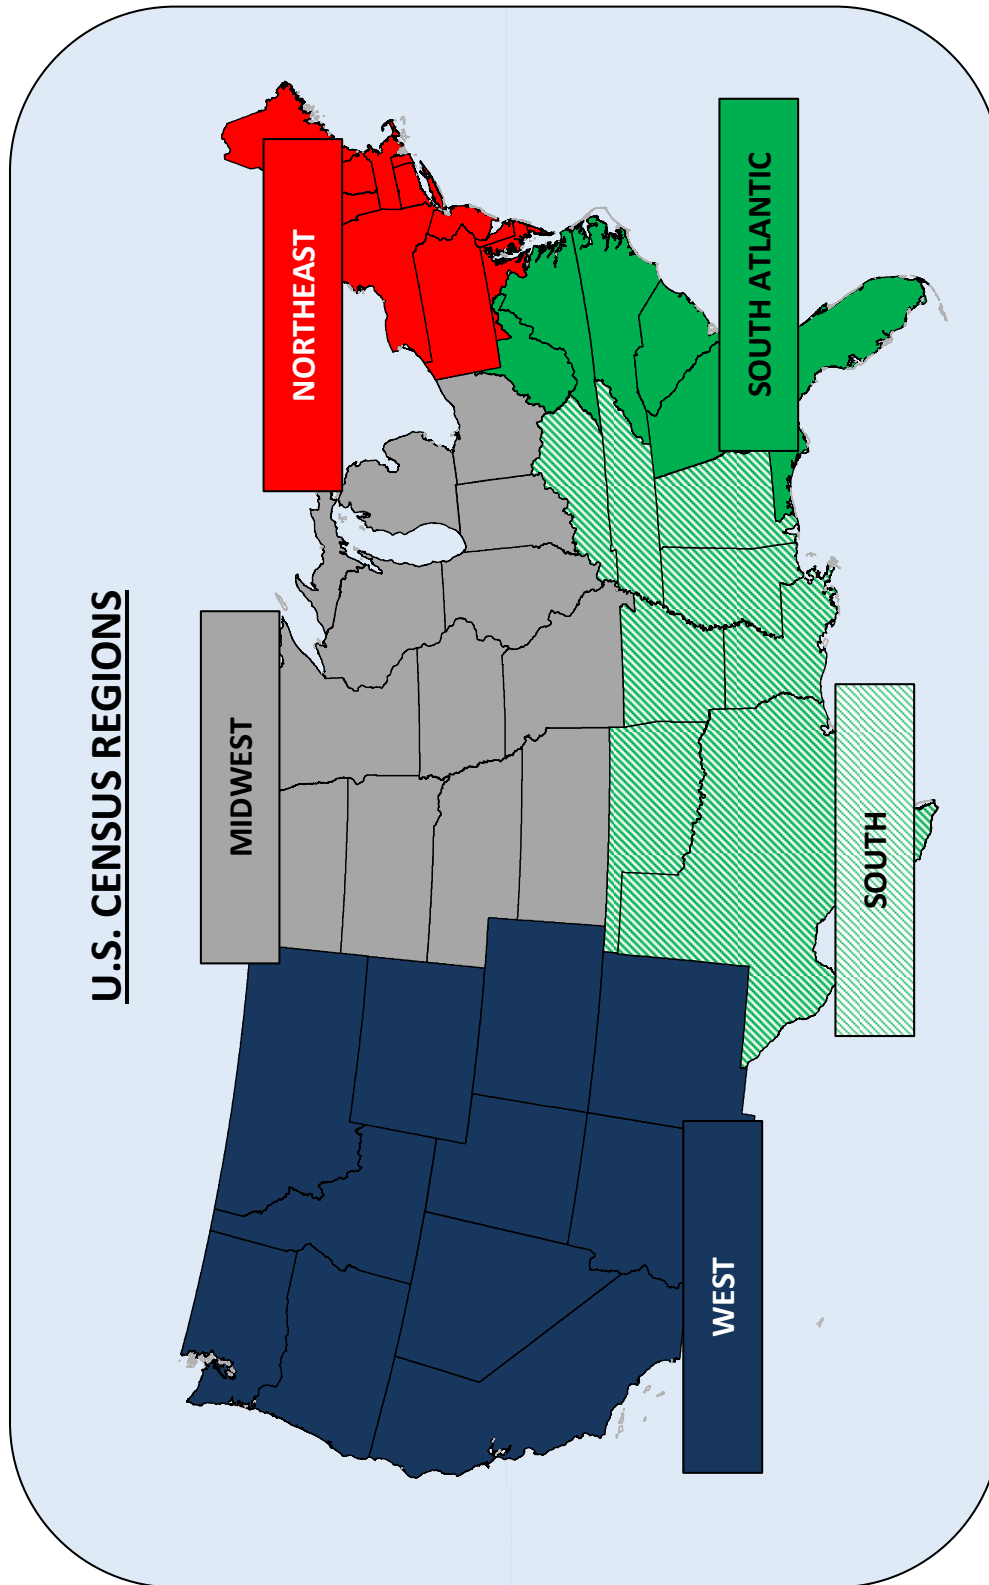 U.S. CENSUS REGIONS
NORTHEAST
MIDWEST
SOUTH ATLANTIC
SOUTH
WEST